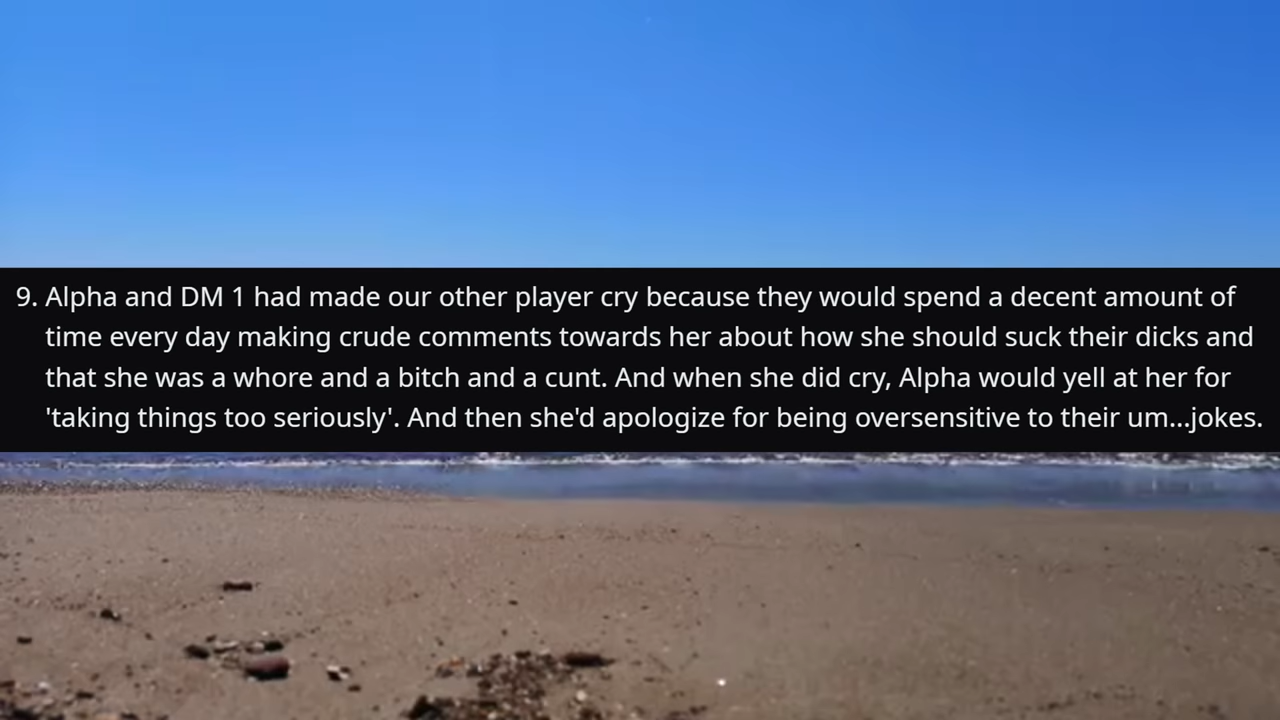 9. Alpha and DM 1 had made our other player cry because they would spend a decent amount of
time every day making crude comments towards her about how she should suck their dicks and
that she was a whore and a bitch and a cunt. And when she did cry, Alpha would yell at her for
'taking things too seriously'. And then she'd apologize for being oversensitive to their um...jokes.